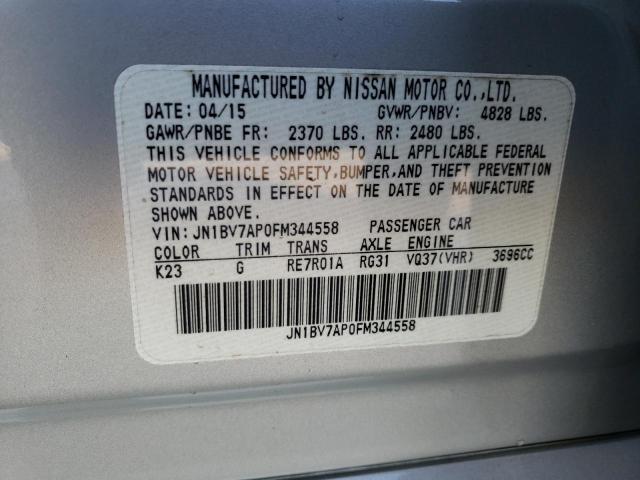 MANUFACTURED BY NISSAN MOTOR CO.,LTD.
DATE: 04/15 GVWR/PNBV: 4828 LBS.
GAWR/PNBE FR: 2370 LBS. RR: 2480 LBS.
THIS VEHICLE CONFORMS TO ALL APPLICABLE FEDERAL
MOTOR VEHICLE SAFETY,BUMPER,AND THEFT PREVENTION
STANDARDS IN EFFECT ON THE DATE OF MANUFACTURE
SHOWN ABOVE.
VIN:JN1BV7AP0FM344558 PASSENGER CAR
COLOR TRIM TRANS AXLE ENGINE
K23 G RE7R01A RG31 VQ37(VHR) 3696CC
JN1BV7AP0FM344558